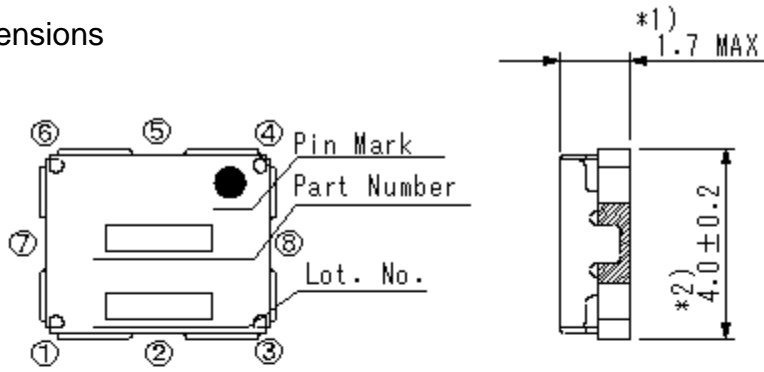 ensions
*1)
1.7 MAX
⑥ ⑤ ④
Pin Mark
Part Number
⑦ ⑧
Lot. No.
① ② ③
*2)
4.0±0.2